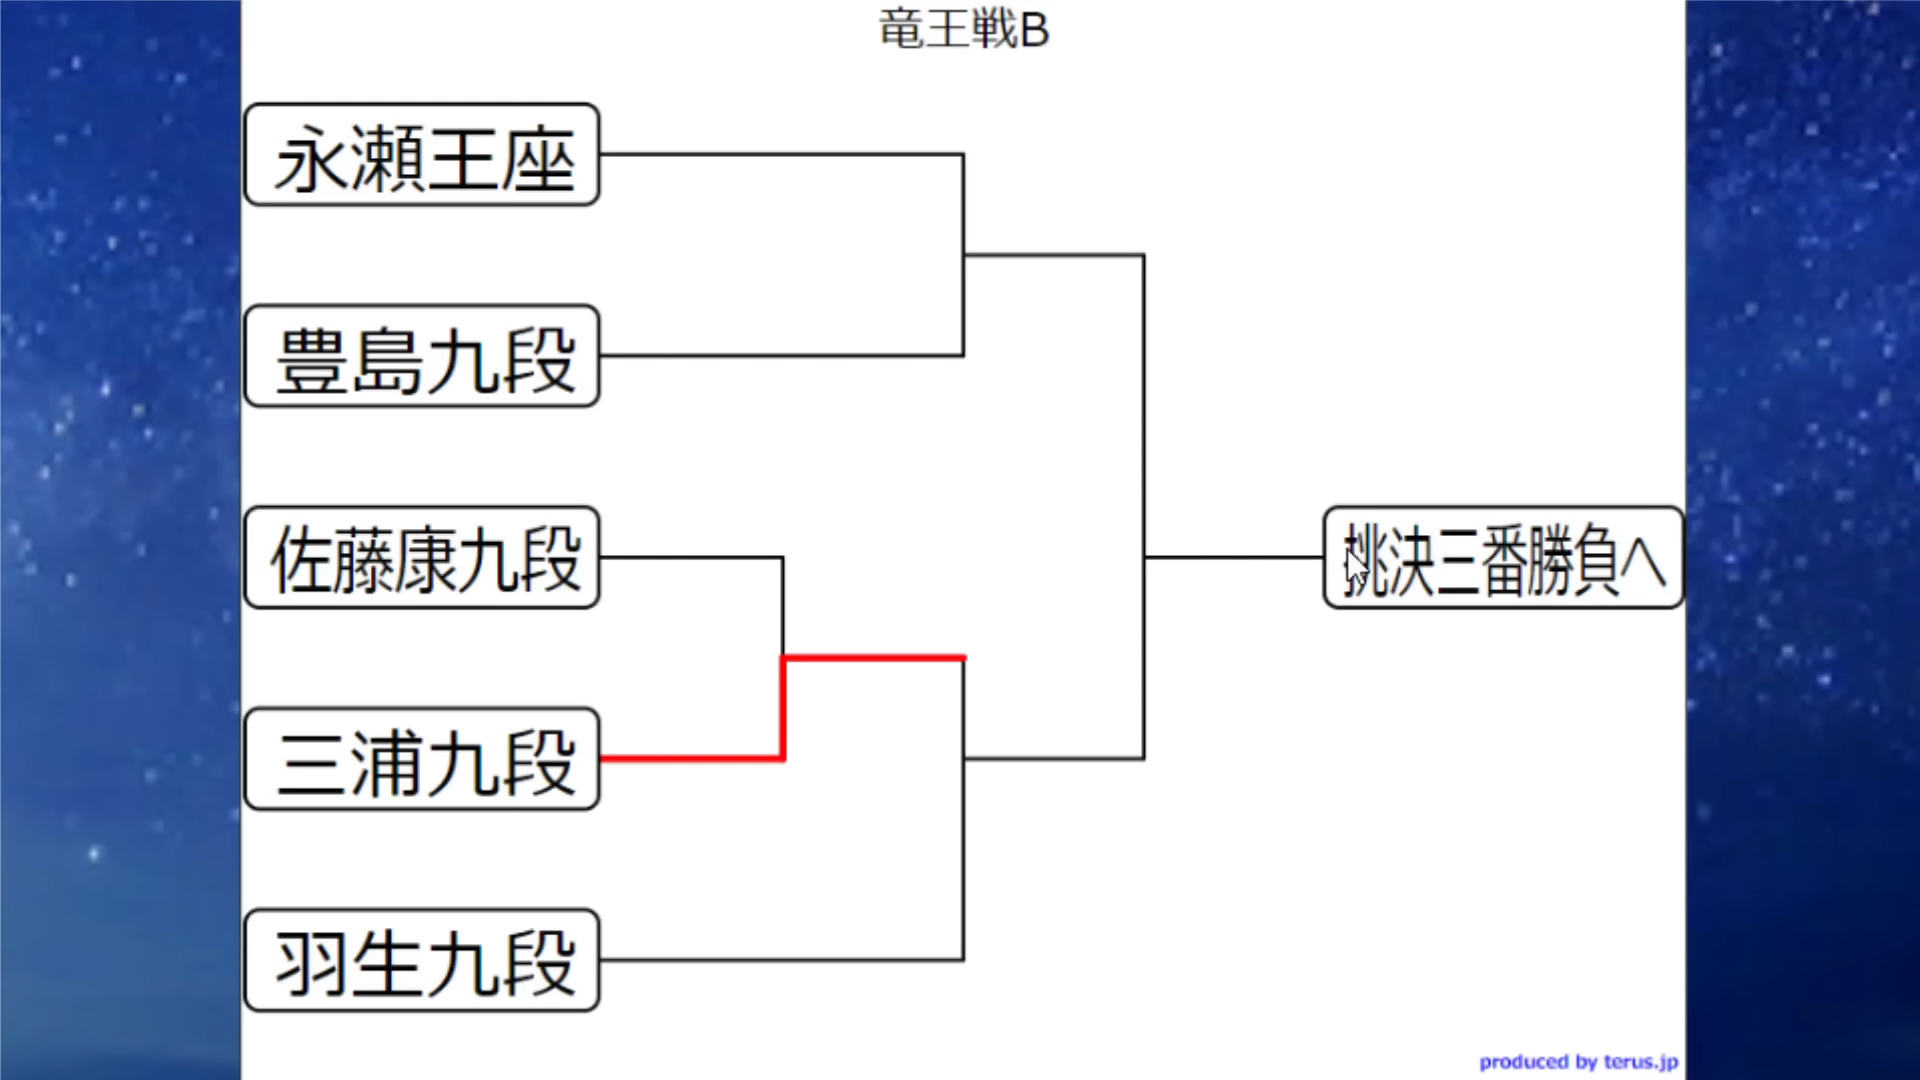 竜王戦B
永瀬王座
豊島九段
佐藤康九段
三浦九段
羽生九段
挑決三番勝負へ
produced by terus.jp